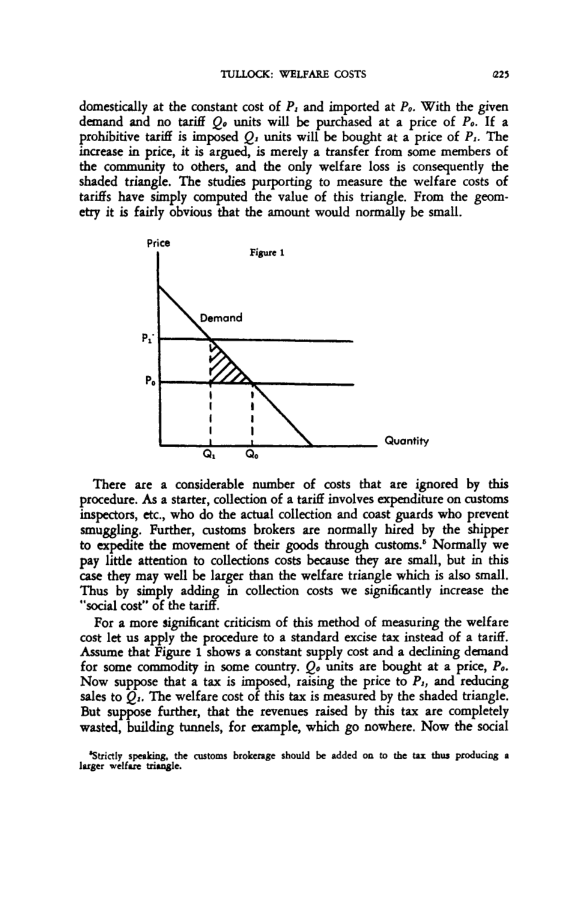 TULLOCK: WELFARE COSTS 225
domestically at the constant cost of P₁ and imported at P₀. With the given
demand and no tariff Q₀ units will be purchased at a price of P₀. If a
prohibitive tariff is imposed Q₁ units will be bought at a price of P₁. The
increase in price, it is argued, is merely a transfer from some members of
the community to others, and the only welfare loss is consequently the
shaded triangle. The studies purporting to measure the welfare costs of
tariffs have simply computed the value of this triangle. From the geom-
etry it is fairly obvious that the amount would normally be small.
Price
Figure 1
Demand
P₁
P₀
Quantity
Q₁ Q₀
There are a considerable number of costs that are ignored by this
procedure. As a starter, collection of a tariff involves expenditure on customs
inspectors, etc., who do the actual collection and coast guards who prevent
smuggling. Further, customs brokers are normally hired by the shipper
to expedite the movement of their goods through customs.⁶ Normally we
pay little attention to collections costs because they are small, but in this
case they may well be larger than the welfare triangle which is also small.
Thus by simply adding in collection costs we significantly increase the
"social cost" of the tariff.
For a more significant criticism of this method of measuring the welfare
cost let us apply the procedure to a standard excise tax instead of a tariff.
Assume that Figure 1 shows a constant supply cost and a declining demand
for some commodity in some country. Q₀ units are bought at a price, P₀.
Now suppose that a tax is imposed, raising the price to P₁, and reducing
sales to Q₁. The welfare cost of this tax is measured by the shaded triangle.
But suppose further, that the revenues raised by this tax are completely
wasted, building tunnels, for example, which go nowhere. Now the social
⁶Strictly speaking, the customs brokerage should be added on to the tax thus producing a
larger welfare triangle.